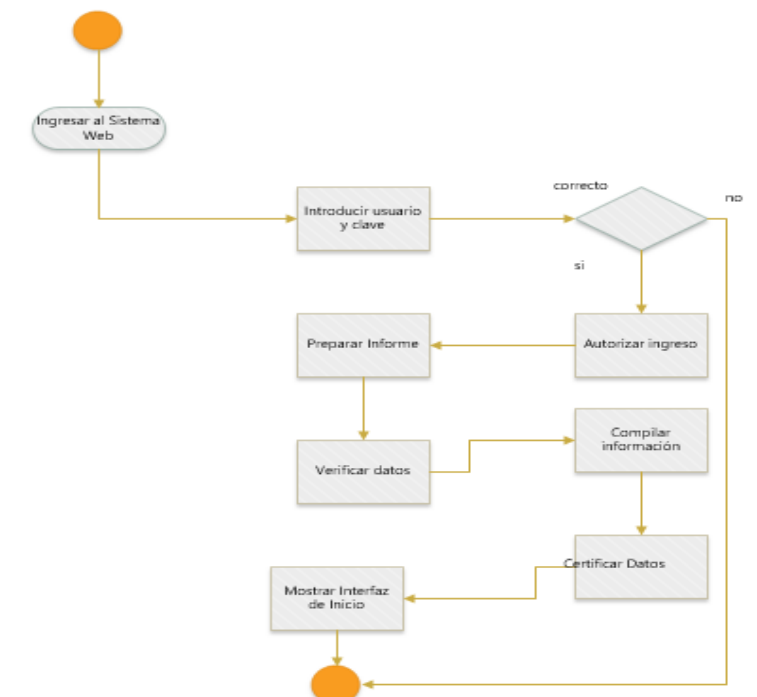 Ingresar al Sistema
Web
correcto
no
Introducir usuario
y clave
si
Preparar Informe
Autorizar ingreso
Compilar
información
Verificar datos
Certificar Datos
Mostrar Interfaz
de Inicio